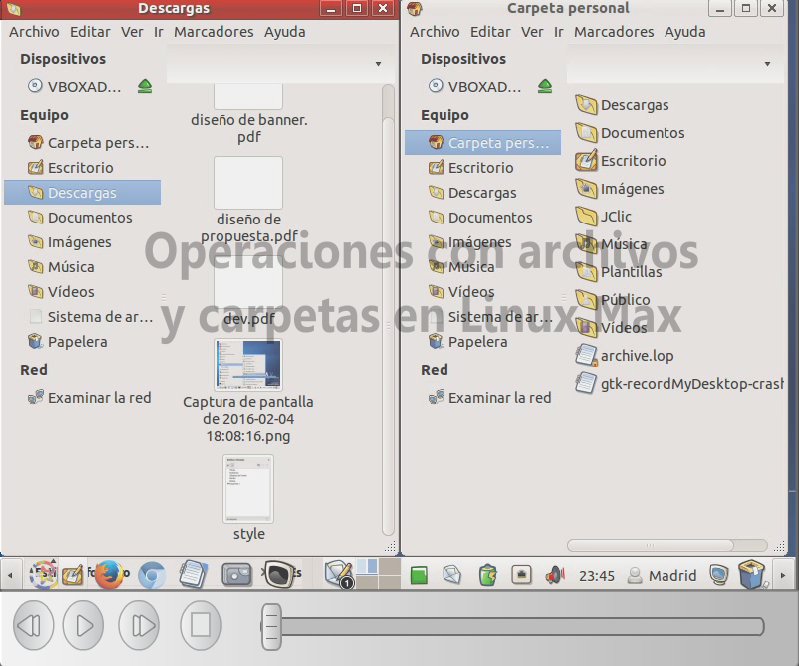 Descargas
Archivo Editar Ver Ir Marcadores Ayuda
Dispositivos
VBOXAD...
Equipo
Carpeta pers...
Escritorio
Descargas
Documentos
Imágenes
Música
Vídeos
Sistema de ar...
Papelera
Red
Examinar la red
diseño de banner.
pdf
diseño de
propuesta.pdf
dev.pdf
Captura de pantalla
de 2016-02-04
18:08:16.png
style
Carpeta personal
Archivo Editar Ver Ir Marcadores Ayuda
Dispositivos
VBOXAD...
Equipo
Carpeta pers...
Escritorio
Descargas
Documentos
Imágenes
Música
Vídeos
Sistema de ar...
Papelera
Red
Examinar la red
Descargas
Documentos
Escritorio
Imágenes
JClic
Música
Plantillas
Público
Vídeos
archive.lop
gtk-recordMyDesktop-crash
Operaciones con archivos
y carpetas en Linux Max
1
23:45 Madrid